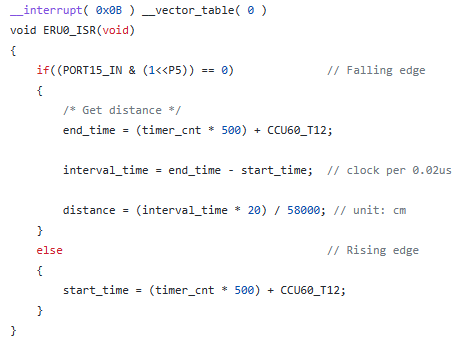 __interrupt( 0x0B ) __vector_table( 0 )
void ERU0_ISR(void)
{
    if((PORT15_IN & (1<<P5)) == 0)              // Falling edge
    {
        /* Get distance */
        end_time = (timer_cnt * 500) + CCU60_T12;

        interval_time = end_time - start_time;  // clock per 0.02us

        distance = (interval_time * 20) / 58000; // unit: cm
    }
    else                                        // Rising edge
    {
        start_time = (timer_cnt * 500) + CCU60_T12;
    }
}